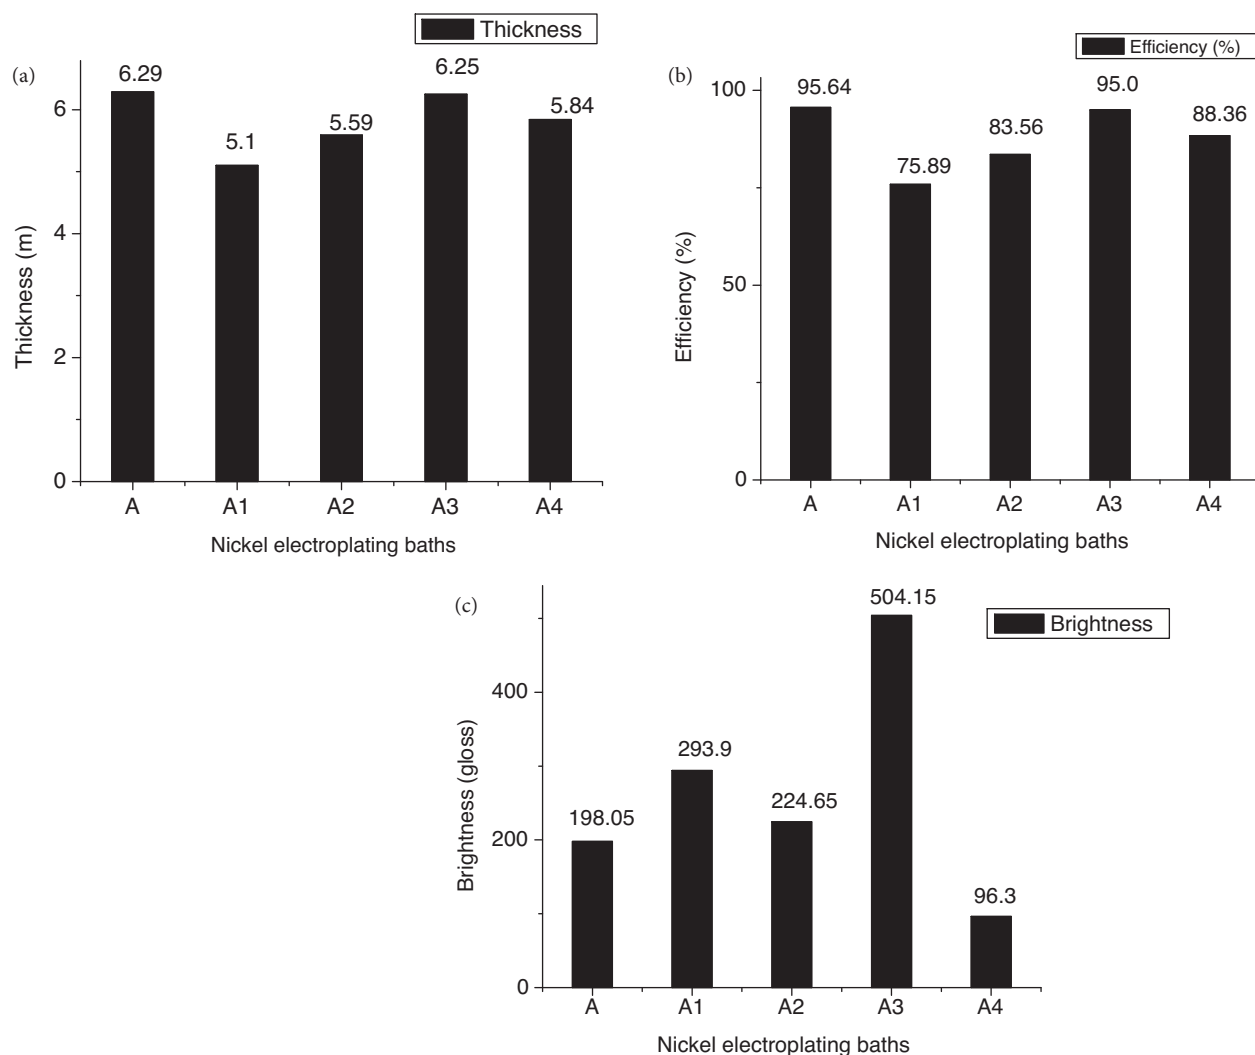 (a)
Thickness
6.29
5.1
5.59
6.25
5.84
6
4
2
0
Thickness (m)
A A1 A2 A3 A4
Nickel electroplating baths
(b)
Efficiency (%)
95.64
75.89
83.56
95.0
88.36
100
50
0
Efficiency (%)
A A1 A2 A3 A4
Nickel electroplating baths
(c)
Brightness
198.05
293.9
224.65
504.15
96.3
400
200
0
Brightness (gloss)
A A1 A2 A3 A4
Nickel electroplating baths